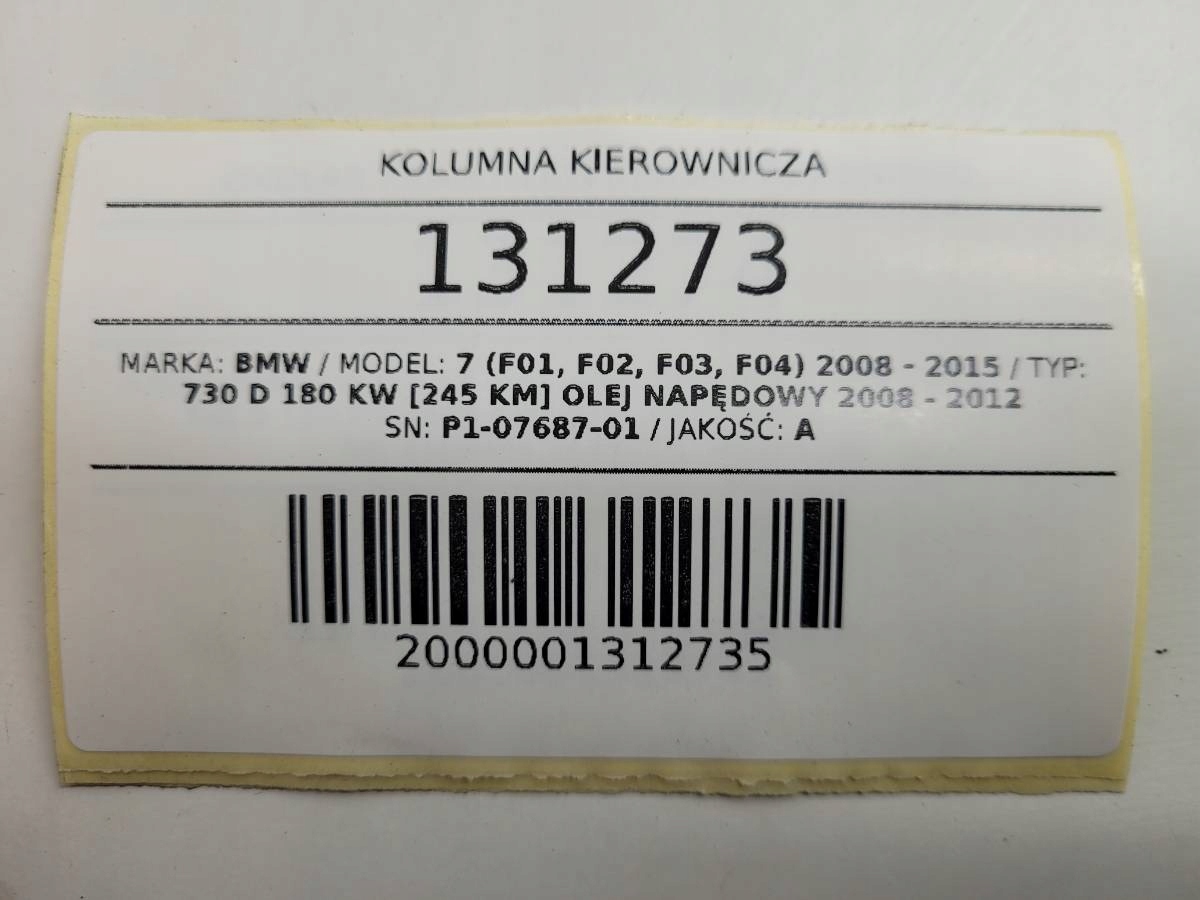 KOLUMNA KIEROWNICZA
131273
MARKA: BMW / MODEL: 7 (F01, F02, F03, F04) 2008 - 2015 / TYP:
730 D 180 KW [245 KM] OLEJ NAPĘDOWY 2008 - 2012
SN: P1-07687-01 / JAKOŚĆ: A
2000001312735